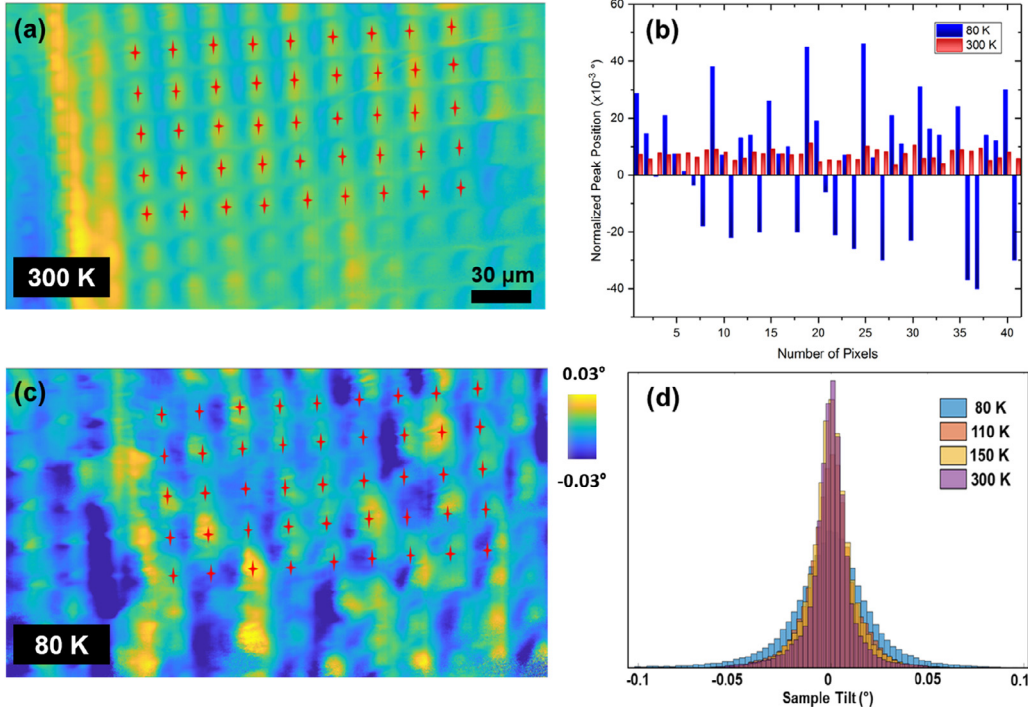 (a)
300 K
30 µm
(b)
Normalized Peak Position (x10⁻³ °)
60
40
20
0
-20
-40
80 K
300 K
5 10 15 20 25 30 35 40
Number of Pixels
(c)
80 K
0.03°
-0.03°
(d)
80 K
110 K
150 K
300 K
-0.1 -0.05 0 0.05 0.1
Sample Tilt (°)